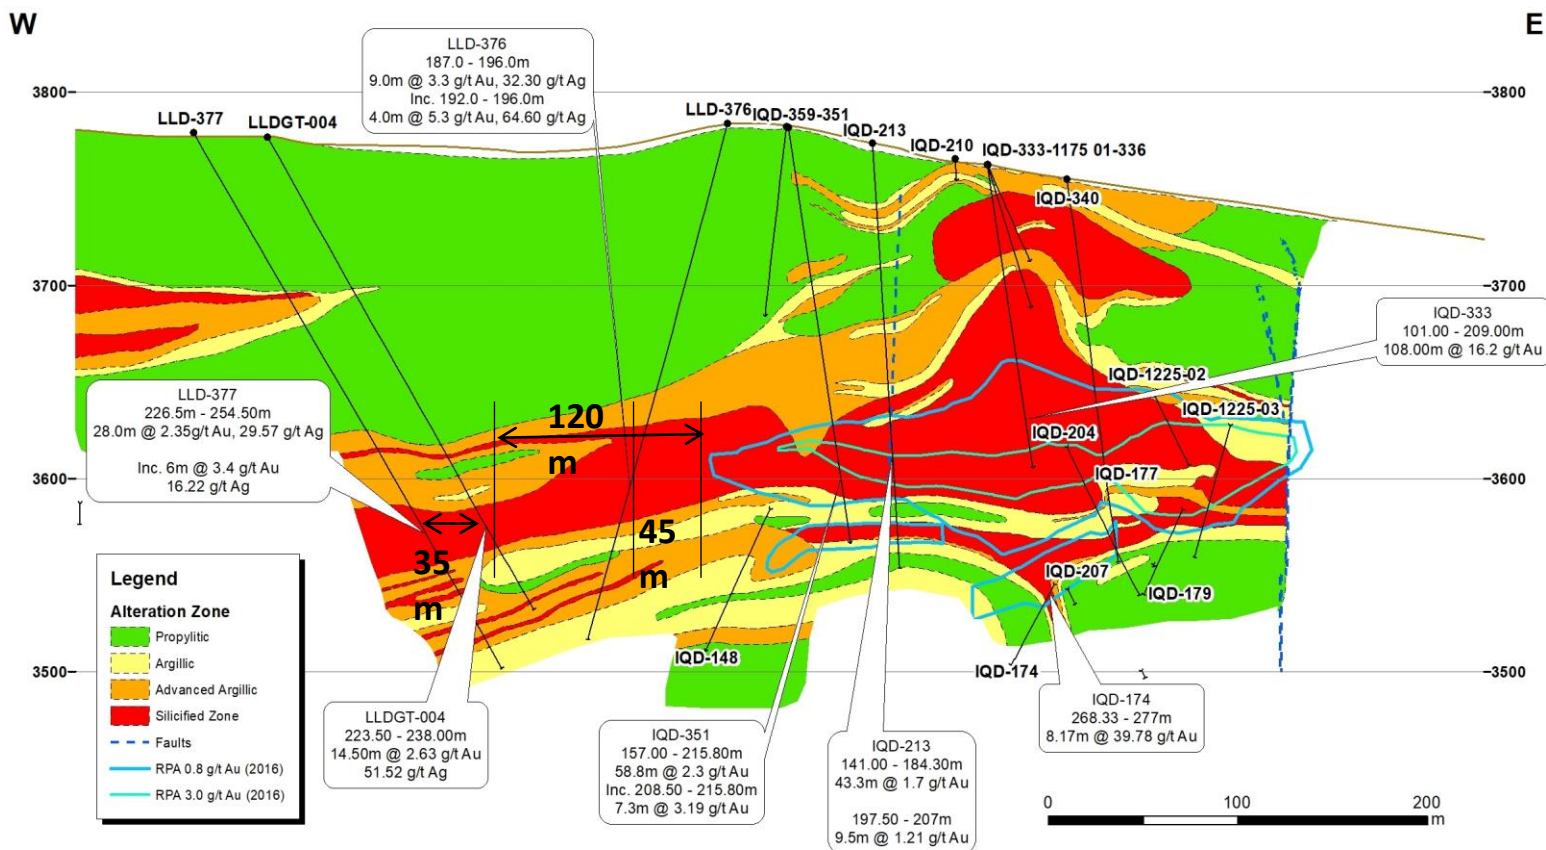 W
E
LLD-376
187.0 - 196.0m
9.0m @ 3.3 g/t Au, 32.30 g/t Ag
Inc. 192.0 - 196.0m
4.0m @ 5.3 g/t Au, 64.60 g/t Ag
3800
3800
LLD-377
LLDGT-004
LLD-376
IQD-359-351
IQD-213
IQD-210
IQD-333-1175 01-336
IQD-340
3700
3700
IQD-333
101.00 - 209.00m
108.00m @ 16.2 g/t Au
LLD-377
226.5m - 254.50m
28.0m @ 2.35g/t Au, 29.57 g/t Ag
Inc. 6m @ 3.4 g/t Au
16.22 g/t Ag
IQD-1225-02
IQD-1225-03
120
m
IQD-204
IQD-177
3600
3600
35
m
45
m
IQD-207
IQD-179
IQD-148
IQD-174
3500
3500
Legend
Alteration Zone
Propylitic
Argillic
Advanced Argillic
Silicified Zone
Faults
RPA 0.8 g/t Au (2016)
RPA 3.0 g/t Au (2016)
LLDGT-004
223.50 - 238.00m
14.50m @ 2.63 g/t Au
51.52 g/t Ag
IQD-351
157.00 - 215.80m
58.8m @ 2.3 g/t Au
Inc. 208.50 - 215.80m
7.3m @ 3.19 g/t Au
IQD-213
141.00 - 184.30m
43.3m @ 1.7 g/t Au
197.50 - 207m
9.5m @ 1.21 g/t Au
IQD-174
268.33 - 277m
8.17m @ 39.78 g/t Au
0
100
200
m